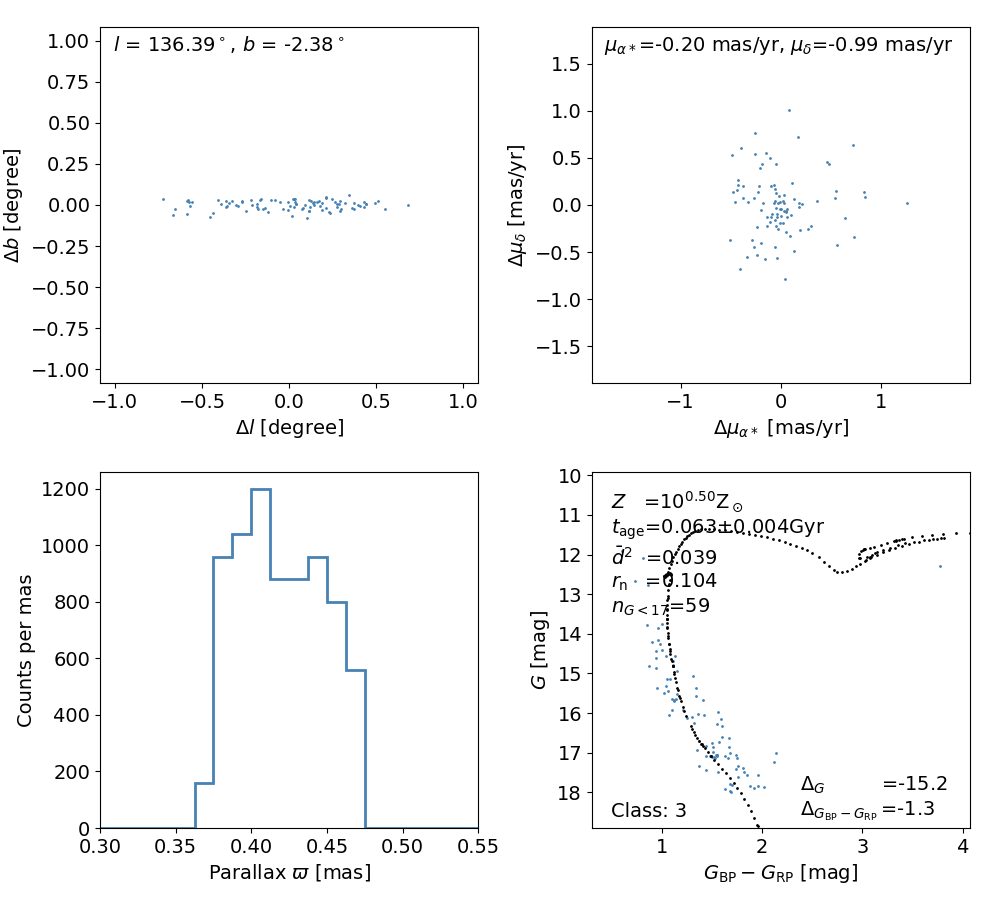 l = 136.39°, b = -2.38°
1.00
0.75
0.50
0.25
0.00
−0.25
−0.50
−0.75
−1.00
Δb [degree]
−1.0 −0.5 0.0 0.5 1.0
Δl [degree]
μα*=-0.20 mas/yr, μδ=-0.99 mas/yr
1.5
1.0
0.5
0.0
−0.5
−1.0
−1.5
Δμδ [mas/yr]
−1 0 1
Δμα* [mas/yr]
1200
1000
800
600
400
200
0
Counts per mas
0.30 0.35 0.40 0.45 0.50 0.55
Parallax ϖ [mas]
10
11
12
13
14
15
16
17
18
G [mag]
Z =10^0.50 Z⊙
t_age=0.063±0.004Gyr
d̄² =0.039
r_n =0.104
n_G<17=59
Δ_G =-15.2
Δ_GBP−GRP =-1.3
Class: 3
1 2 3 4
G_BP − G_RP [mag]